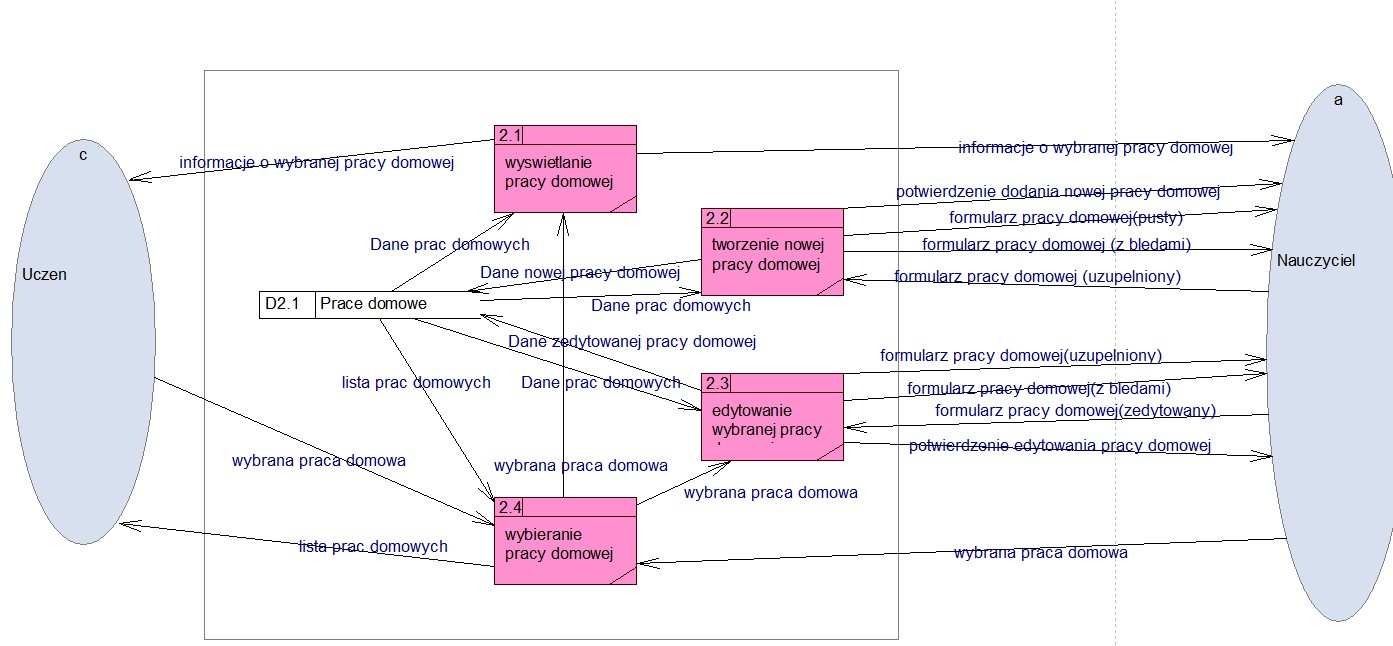 c
Uczen
a
Nauczyciel
2.1
wyswietlanie
pracy domowej
informacje o wybranej pracy domowej
informacje o wybranej pracy domowej
2.2
tworzenie nowej
pracy domowej
potwierdzenie dodania nowej pracy domowej
formularz pracy domowej(pusty)
formularz pracy domowej (z bledami)
formularz pracy domowej (uzupelniony)
Dane prac domowych
Dane nowej pracy domowej
D2.1 Prace domowe
Dane prac domowych
Dane zedytowanej pracy domowej
lista prac domowych
Dane prac domowych
2.3
edytowanie
wybranej pracy
formularz pracy domowej(uzupelniony)
formularz pracy domowej(z bledami)
formularz pracy domowej(zedytowany)
potwierdzenie edytowania pracy domowej
wybrana praca domowa
wybrana praca domowa
wybrana praca domowa
2.4
wybieranie
pracy domowej
lista prac domowych
wybrana praca domowa